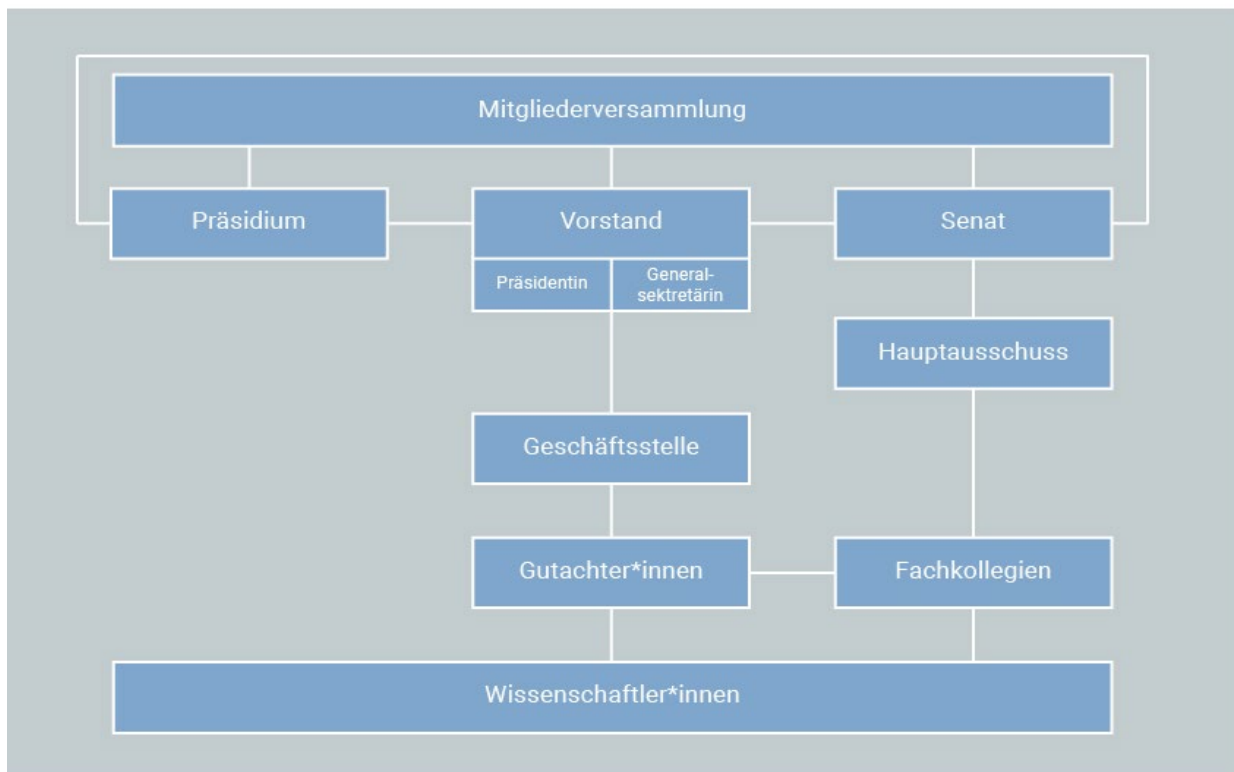 Mitgliederversammlung
Präsidium
Vorstand
Senat
Präsidentin
General-
sektretärin
Hauptausschuss
Geschäftsstelle
Gutachter*innen
Fachkollegien
Wissenschaftler*innen